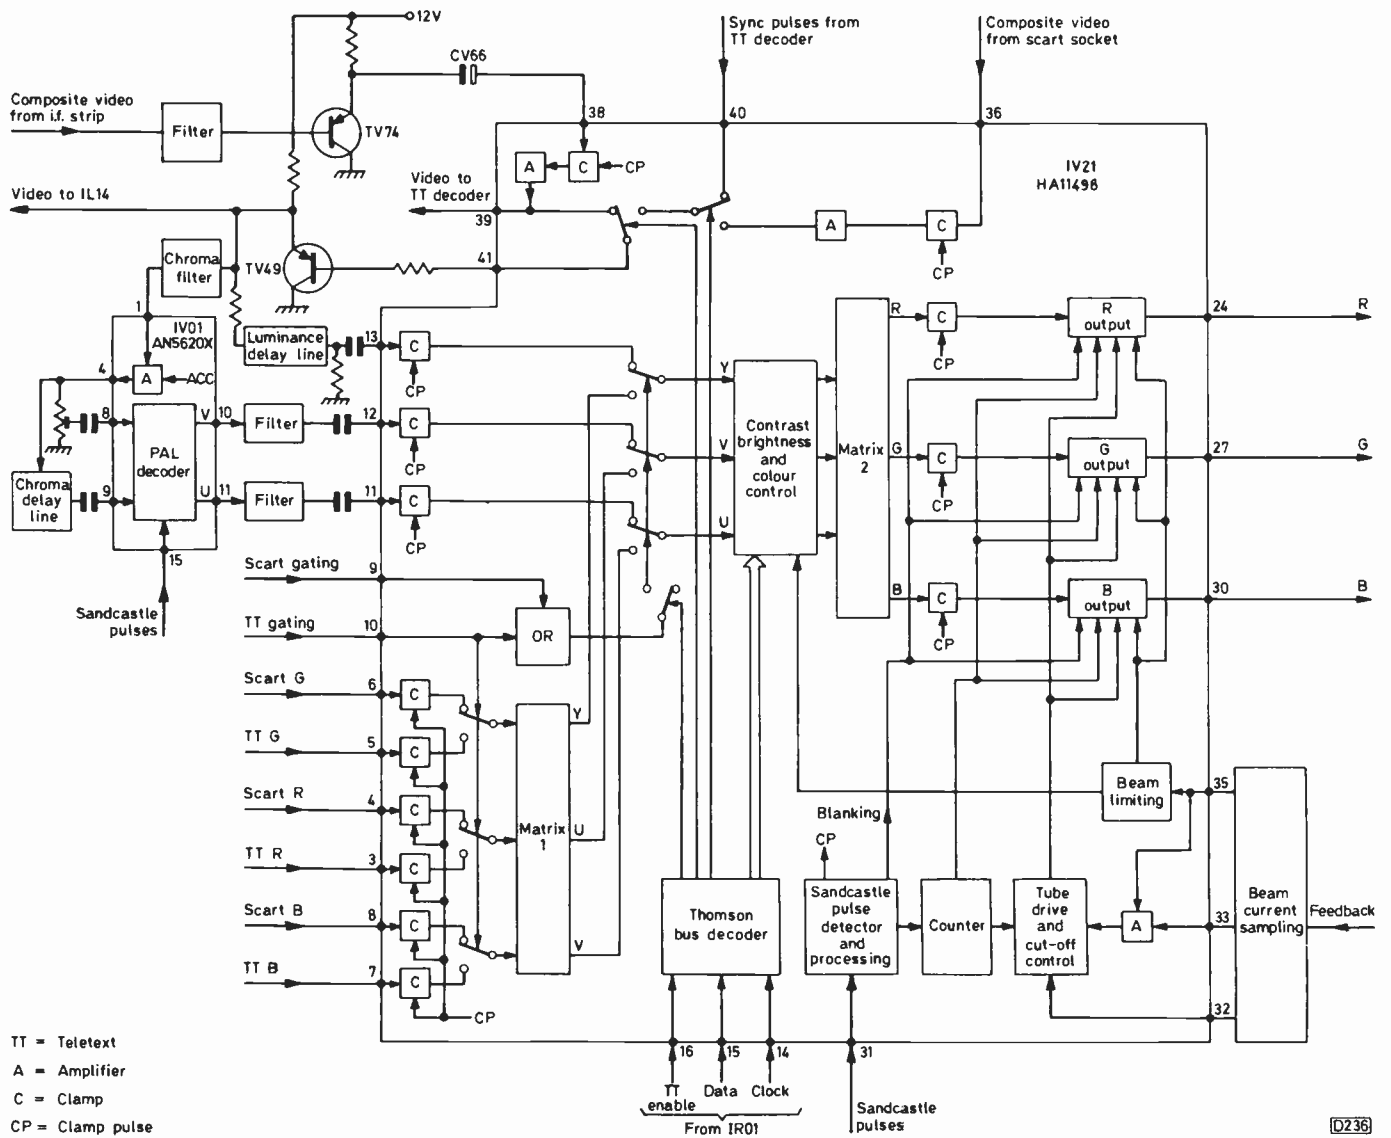 12V
Sync pulses from
TT decoder
Composite video
from scart socket
CV66
Composite video
from i.f. strip
Filter
TV74
38
40
36
IV21
HA11498
A
C
CP
Video to IL14
Video to
TT decoder
39
A
C
CP
Chroma
filter
TV49
41
1
IV01
AN5620X
Luminance
delay line
13
C
CP
4
A
ACC
8
V
10
Filter
12
C
CP
PAL
decoder
Chroma
delay
line
9
U
11
Filter
11
C
CP
15
Sandcastle
pulses
Y
V
U
Contrast
brightness
and
colour
control
Matrix
2
R
C
CP
R
output
24
R
G
C
CP
G
output
27
G
B
C
CP
B
output
30
B
Scart gating
9
TT gating
10
OR
Scart G
6
C
TT G
5
C
Scart R
4
C
TT R
3
C
Scart B
8
C
TT B
7
C
CP
Matrix
1
Y
U
V
Beam
limiting
35
Blanking
CP
Thomson
bus decoder
Sandcastle
pulse
detector
and
processing
Counter
Tube
drive
and
cut-off
control
A
33
Beam
current
sampling
Feedback
32
16
15
14
31
TT
enable
Data
Clock
From IR01
Sandcastle
pulses
TT = Teletext
A = Amplifier
C = Clamp
CP = Clamp pulse
D236